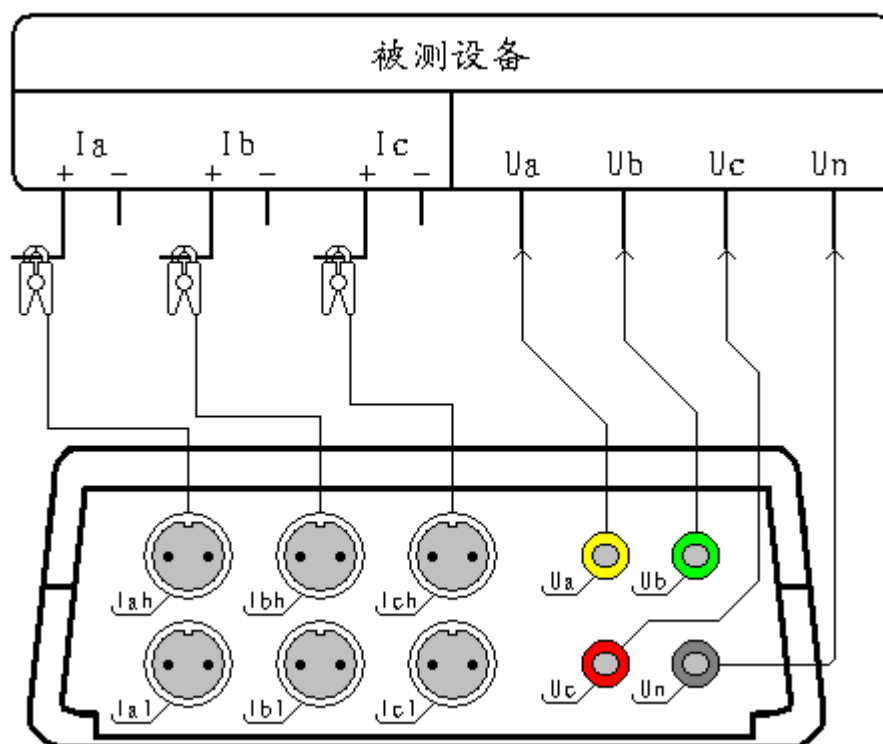 被测设备
Ia Ib Ic
+ - + - + -
Ua Ub Uc Un
Iah Ibh Ich Ua Ub
Ial Ibl Icl Uc Un